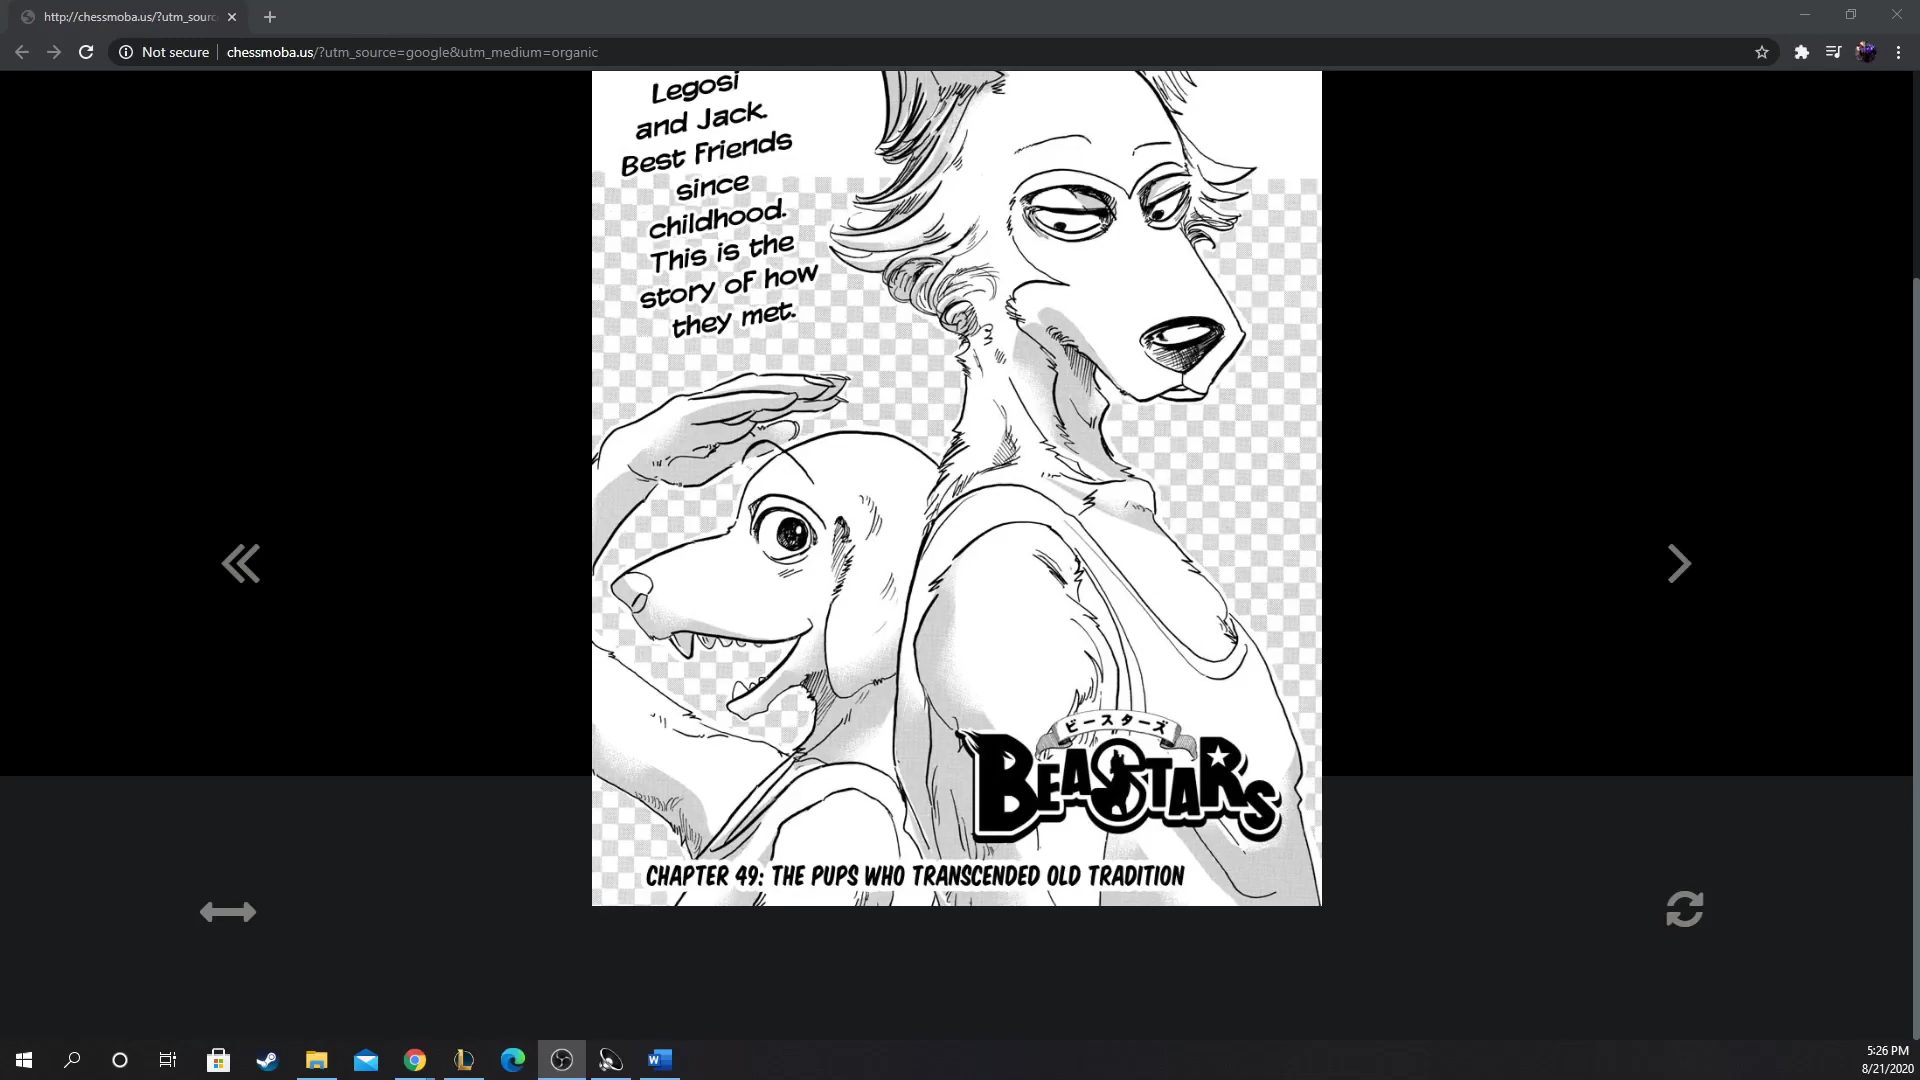 http://chessmoba.us/?utm_sourc
Not secure
chessmoba.us/?utm_source=google&utm_medium=organic
Legosi
and Jack.
Best Friends
since
childhood.
This is the
story of how
they met.
ビースターズ
BEASTARS
CHAPTER 49: THE PUPS WHO TRANSCENDED OLD TRADITION
5:26 PM
8/21/2020